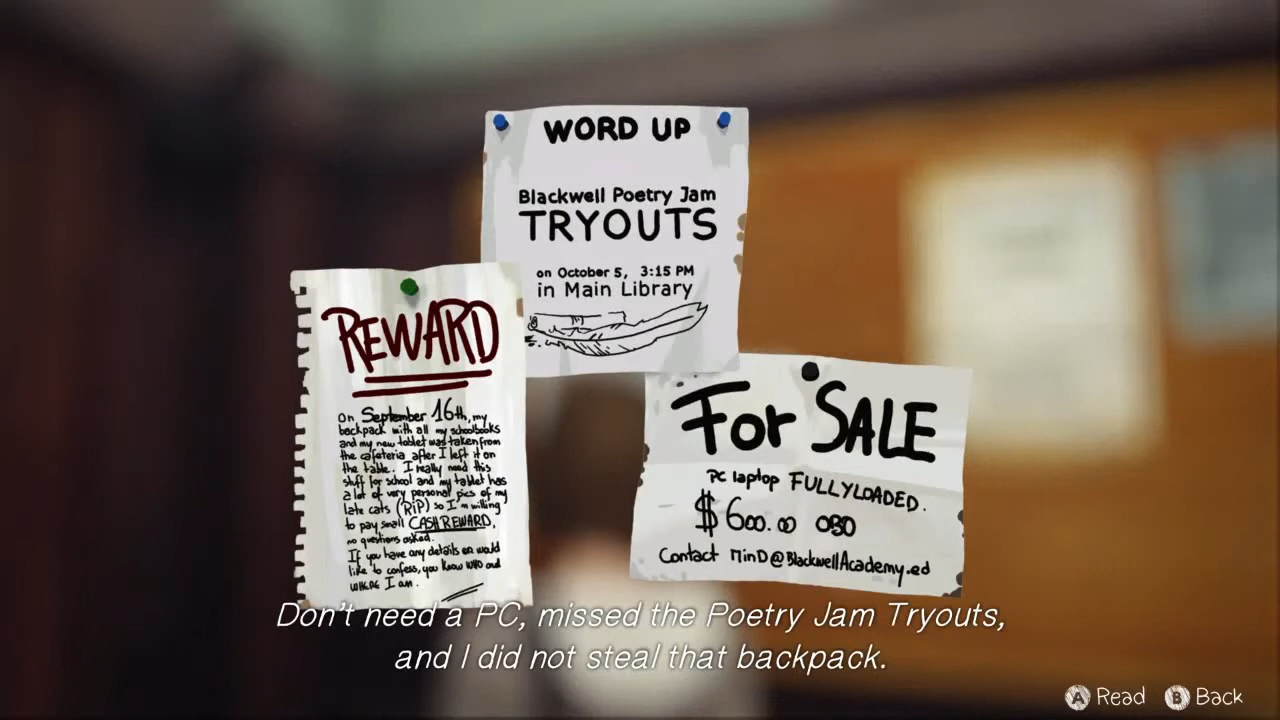 WORD UP
Blackwell Poetry Jam
TRYOUTS
on October 5, 3:15 PM
in Main Library
REWARD
On September 16th, my
backpack with all my schoolbooks
and my new tablet was taken from
the cafeteria after I left it on
the table. I really need this
stuff for school and my tablet has
a lot of very personal pics of my
late cats (RIP) so I'm willing
to pay small CASH REWARD,
no questions asked.
If you have any details or would
like to confess, you know WHO and
WHERE I am.
For SALE
PC laptop FULLYLOADED.
$600.00 OBO
Contact MinD@BlackwellAcademy.ed
Don't need a PC, missed the Poetry Jam Tryouts,
and I did not steal that backpack.
A Read B Back